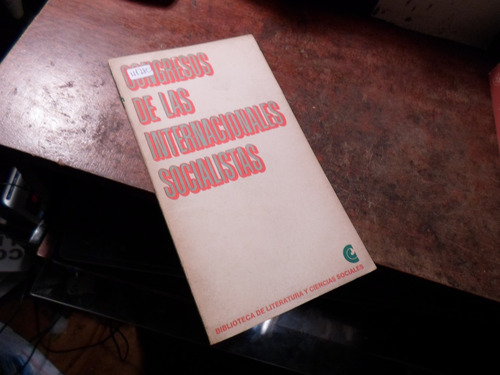 CONGRESOS
DE LAS
INTERNACIONALES
SOCIALISTAS
BIBLIOTECA DE LITERATURA Y CIENCIAS SOCIALES